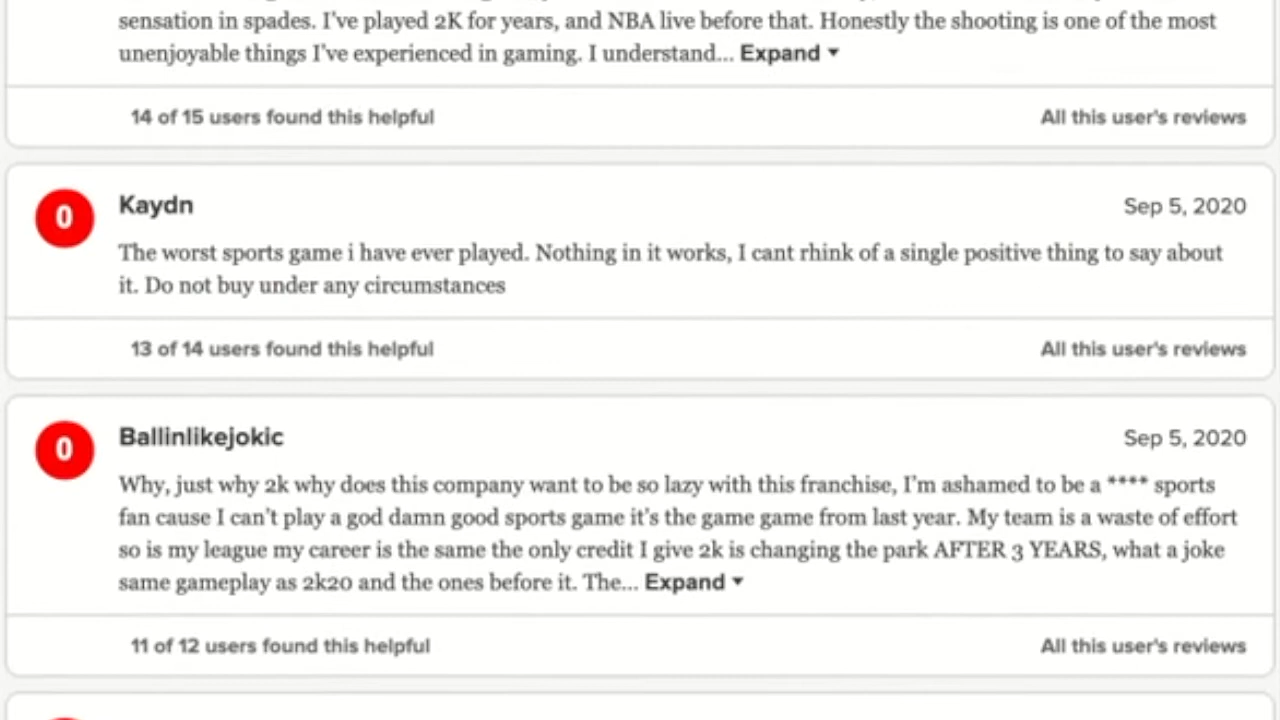 sensation in spades. I've played 2K for years, and NBA live before that. Honestly the shooting is one of the most
unenjoyable things I've experienced in gaming. I understand... Expand
14 of 15 users found this helpful
All this user's reviews
0
Kaydn
Sep 5, 2020
The worst sports game i have ever played. Nothing in it works, I cant rhink of a single positive thing to say about
it. Do not buy under any circumstances
13 of 14 users found this helpful
All this user's reviews
0
Ballinlikejokic
Sep 5, 2020
Why, just why 2k why does this company want to be so lazy with this franchise, I'm ashamed to be a **** sports
fan cause I can't play a god damn good sports game it's the game game from last year. My team is a waste of effort
so is my league my career is the same the only credit I give 2k is changing the park AFTER 3 YEARS, what a joke
same gameplay as 2k20 and the ones before it. The... Expand
11 of 12 users found this helpful
All this user's reviews